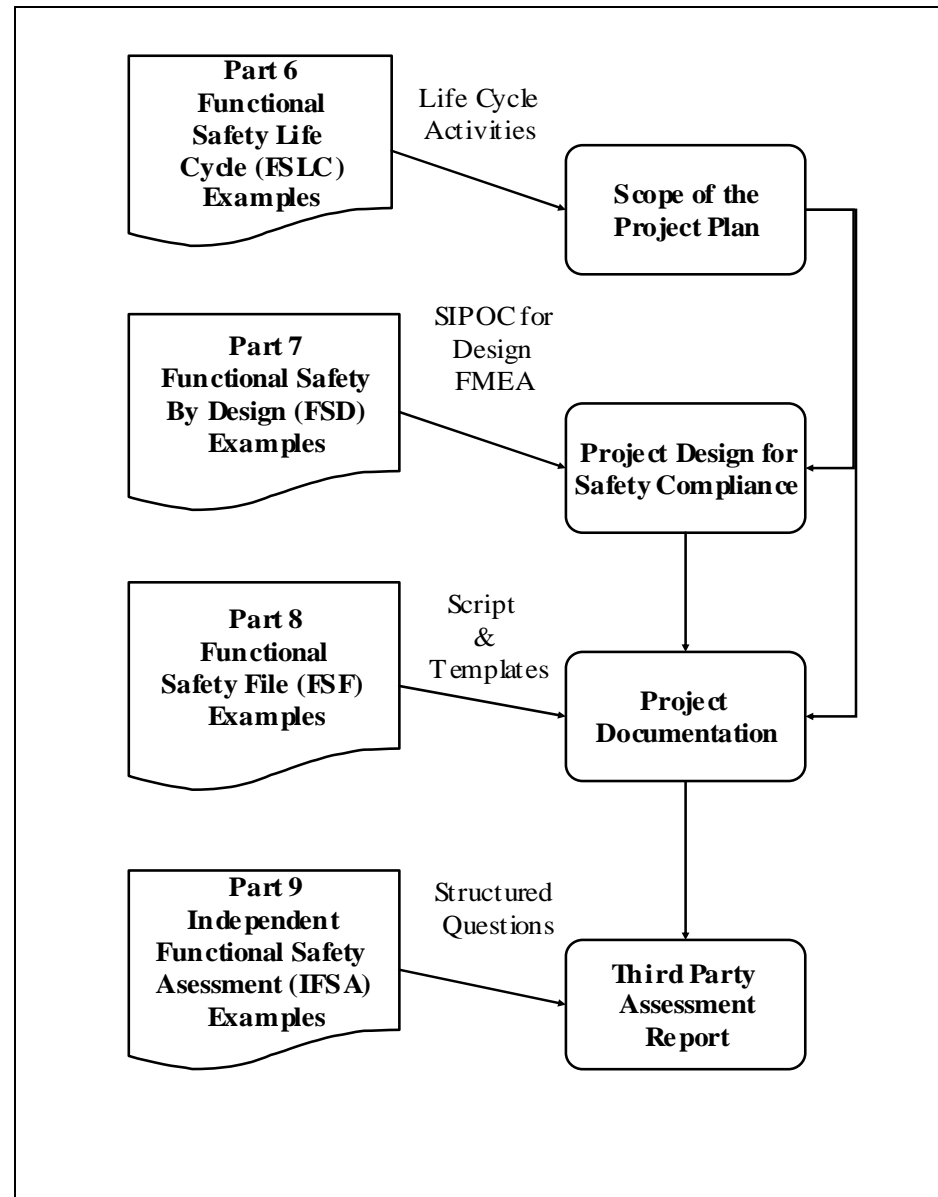 Part 6
Functional
Safety Life
Cycle (FSLC)
Examples
Life Cycle
Activities
Scope of the
Project Plan
Part 7
Functional Safety
By Design (FSD)
Examples
SIPOC for
Design
FMEA
Project Design for
Safety Compliance
Part 8
Functional
Safety File (FSF)
Examples
Script
&
Templates
Project
Documentation
Part 9
Independent
Functional Safety
Asessment (IFSA)
Examples
Structured
Questions
Third Party
Assessment
Report